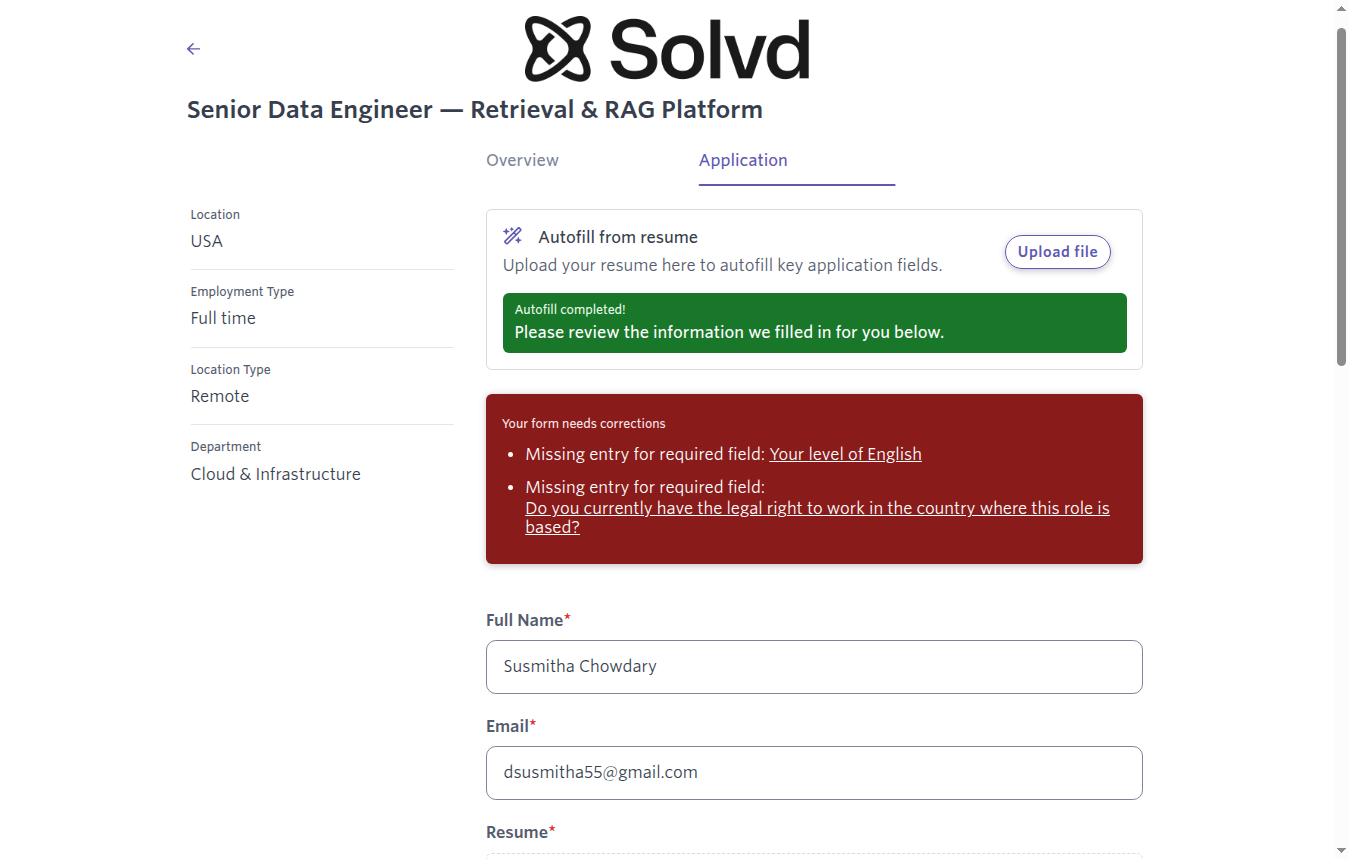 Solvd
Senior Data Engineer — Retrieval & RAG Platform
Overview
Application
Location
USA
Employment Type
Full time
Location Type
Remote
Department
Cloud & Infrastructure
Autofill from resume
Upload your resume here to autofill key application fields.
Upload file
Autofill completed!
Please review the information we filled in for you below.
Your form needs corrections
• Missing entry for required field: Your level of English
• Missing entry for required field:
Do you currently have the legal right to work in the country where this role is
based?
Full Name*
Susmitha Chowdary
Email*
dsusmitha55@gmail.com
Resume*